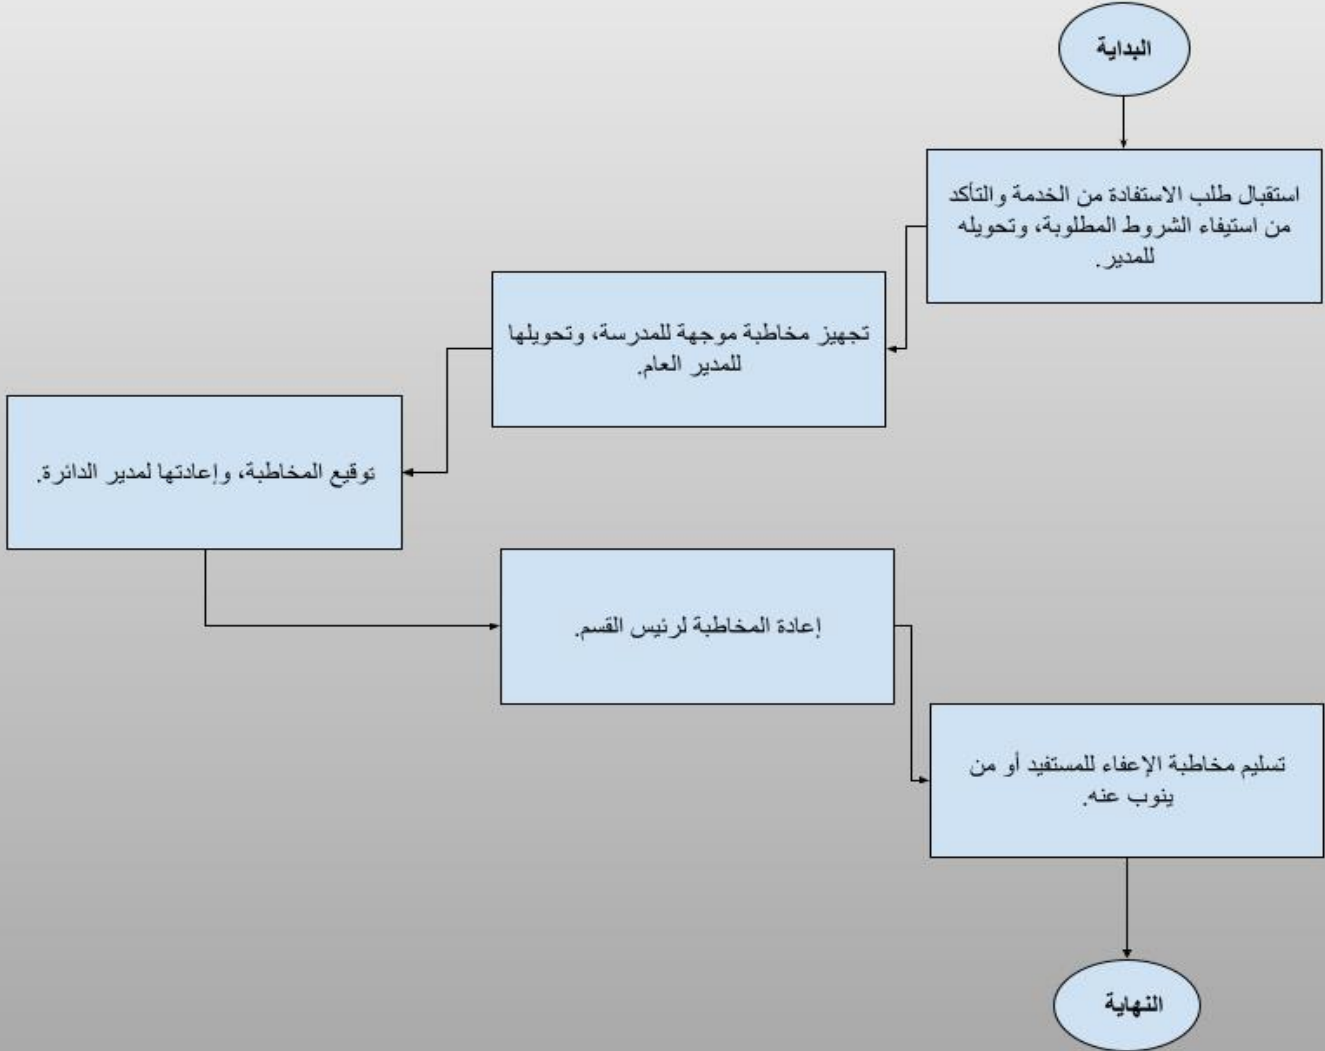 البداية
استقبال طلب الاستفادة من الخدمة والتأكد
من استيفاء الشروط المطلوبة، وتحويله
للمدير.
تجهيز مخاطبة موجهة للمدرسة، وتحويلها
للمدير العام.
توقيع المخاطبة، وإعادتها لمدير الدائرة.
إعادة المخاطبة لرئيس القسم.
تسليم مخاطبة الإعفاء للمستفيد أو من
ينوب عنه.
النهاية